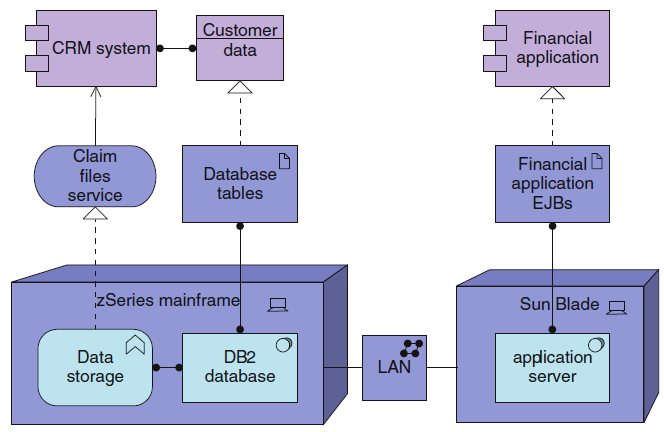 CRM system
Customer
data
Financial
application
Claim
files
service
Database
tables
Financial
application
EJBs
zSeries mainframe
Sun Blade
Data
storage
DB2
database
LAN
application
server